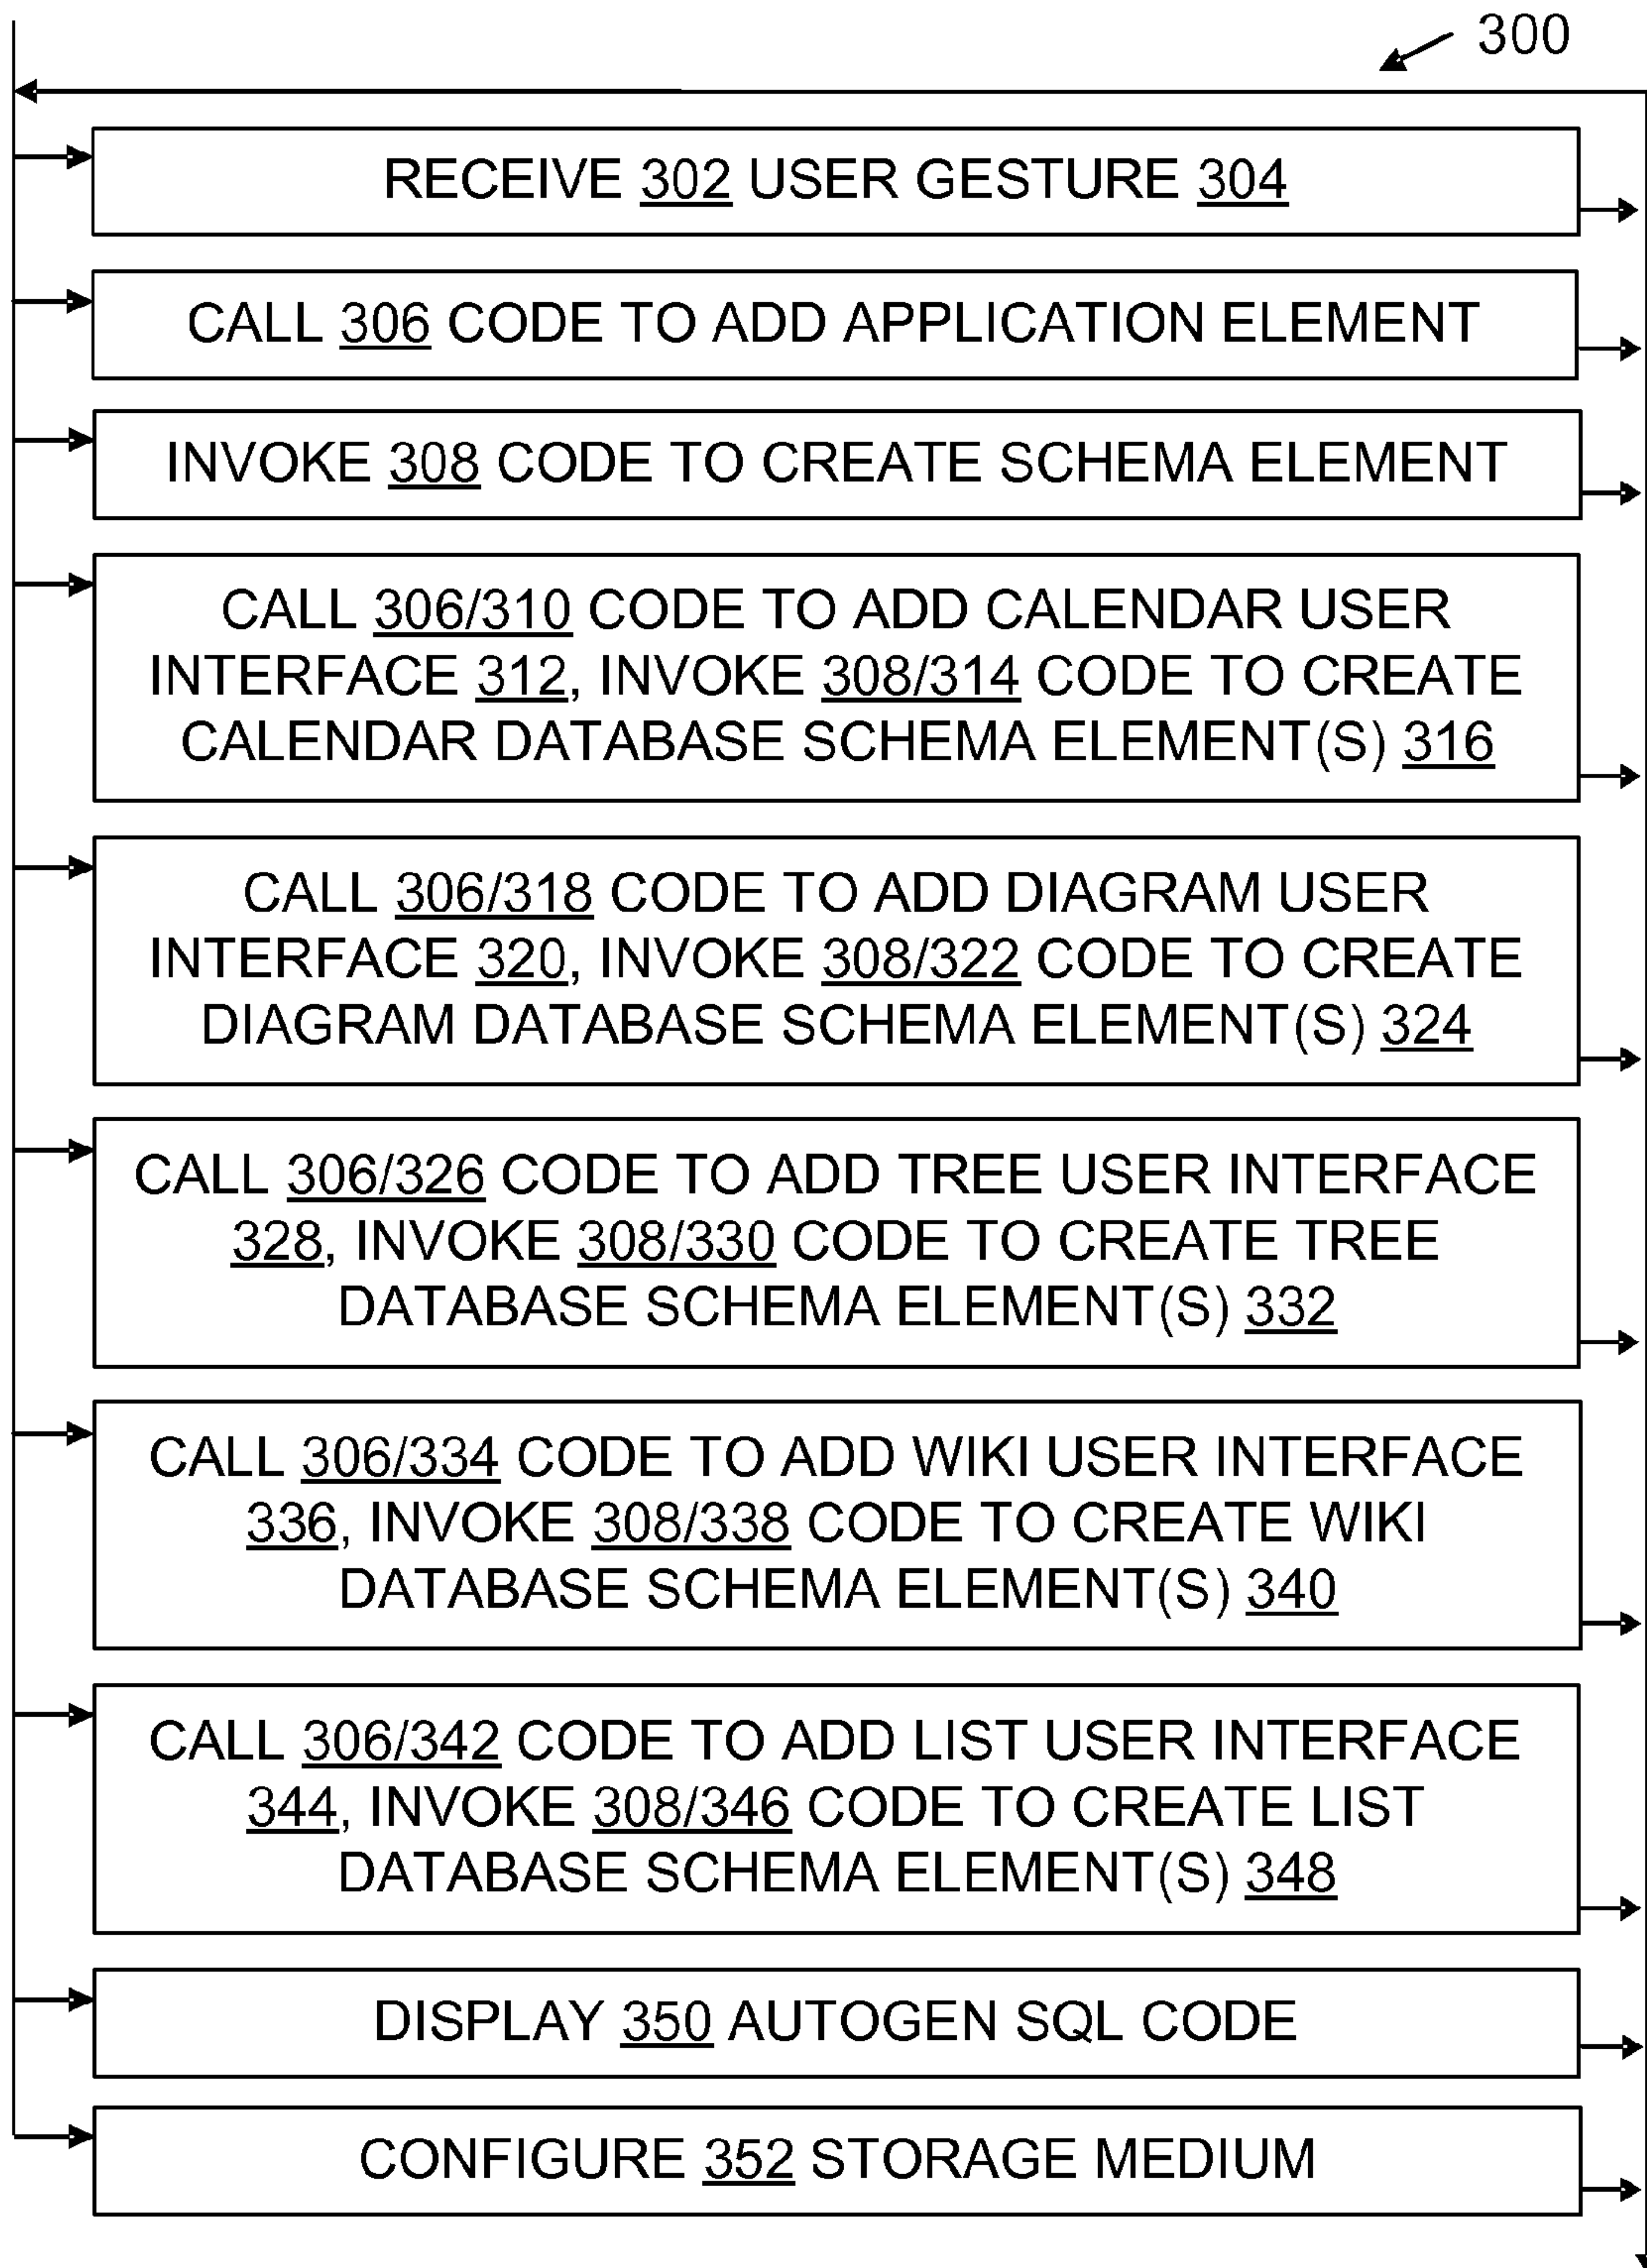 300
RECEIVE 302 USER GESTURE 304
CALL 306 CODE TO ADD APPLICATION ELEMENT
INVOKE 308 CODE TO CREATE SCHEMA ELEMENT
CALL 306/310 CODE TO ADD CALENDAR USER
INTERFACE 312, INVOKE 308/314 CODE TO CREATE
CALENDAR DATABASE SCHEMA ELEMENT(S) 316
CALL 306/318 CODE TO ADD DIAGRAM USER
INTERFACE 320, INVOKE 308/322 CODE TO CREATE
DIAGRAM DATABASE SCHEMA ELEMENT(S) 324
CALL 306/326 CODE TO ADD TREE USER INTERFACE
328, INVOKE 308/330 CODE TO CREATE TREE
DATABASE SCHEMA ELEMENT(S) 332
CALL 306/334 CODE TO ADD WIKI USER INTERFACE
336, INVOKE 308/338 CODE TO CREATE WIKI
DATABASE SCHEMA ELEMENT(S) 340
CALL 306/342 CODE TO ADD LIST USER INTERFACE
344, INVOKE 308/346 CODE TO CREATE LIST
DATABASE SCHEMA ELEMENT(S) 348
DISPLAY 350 AUTOGEN SQL CODE
CONFIGURE 352 STORAGE MEDIUM